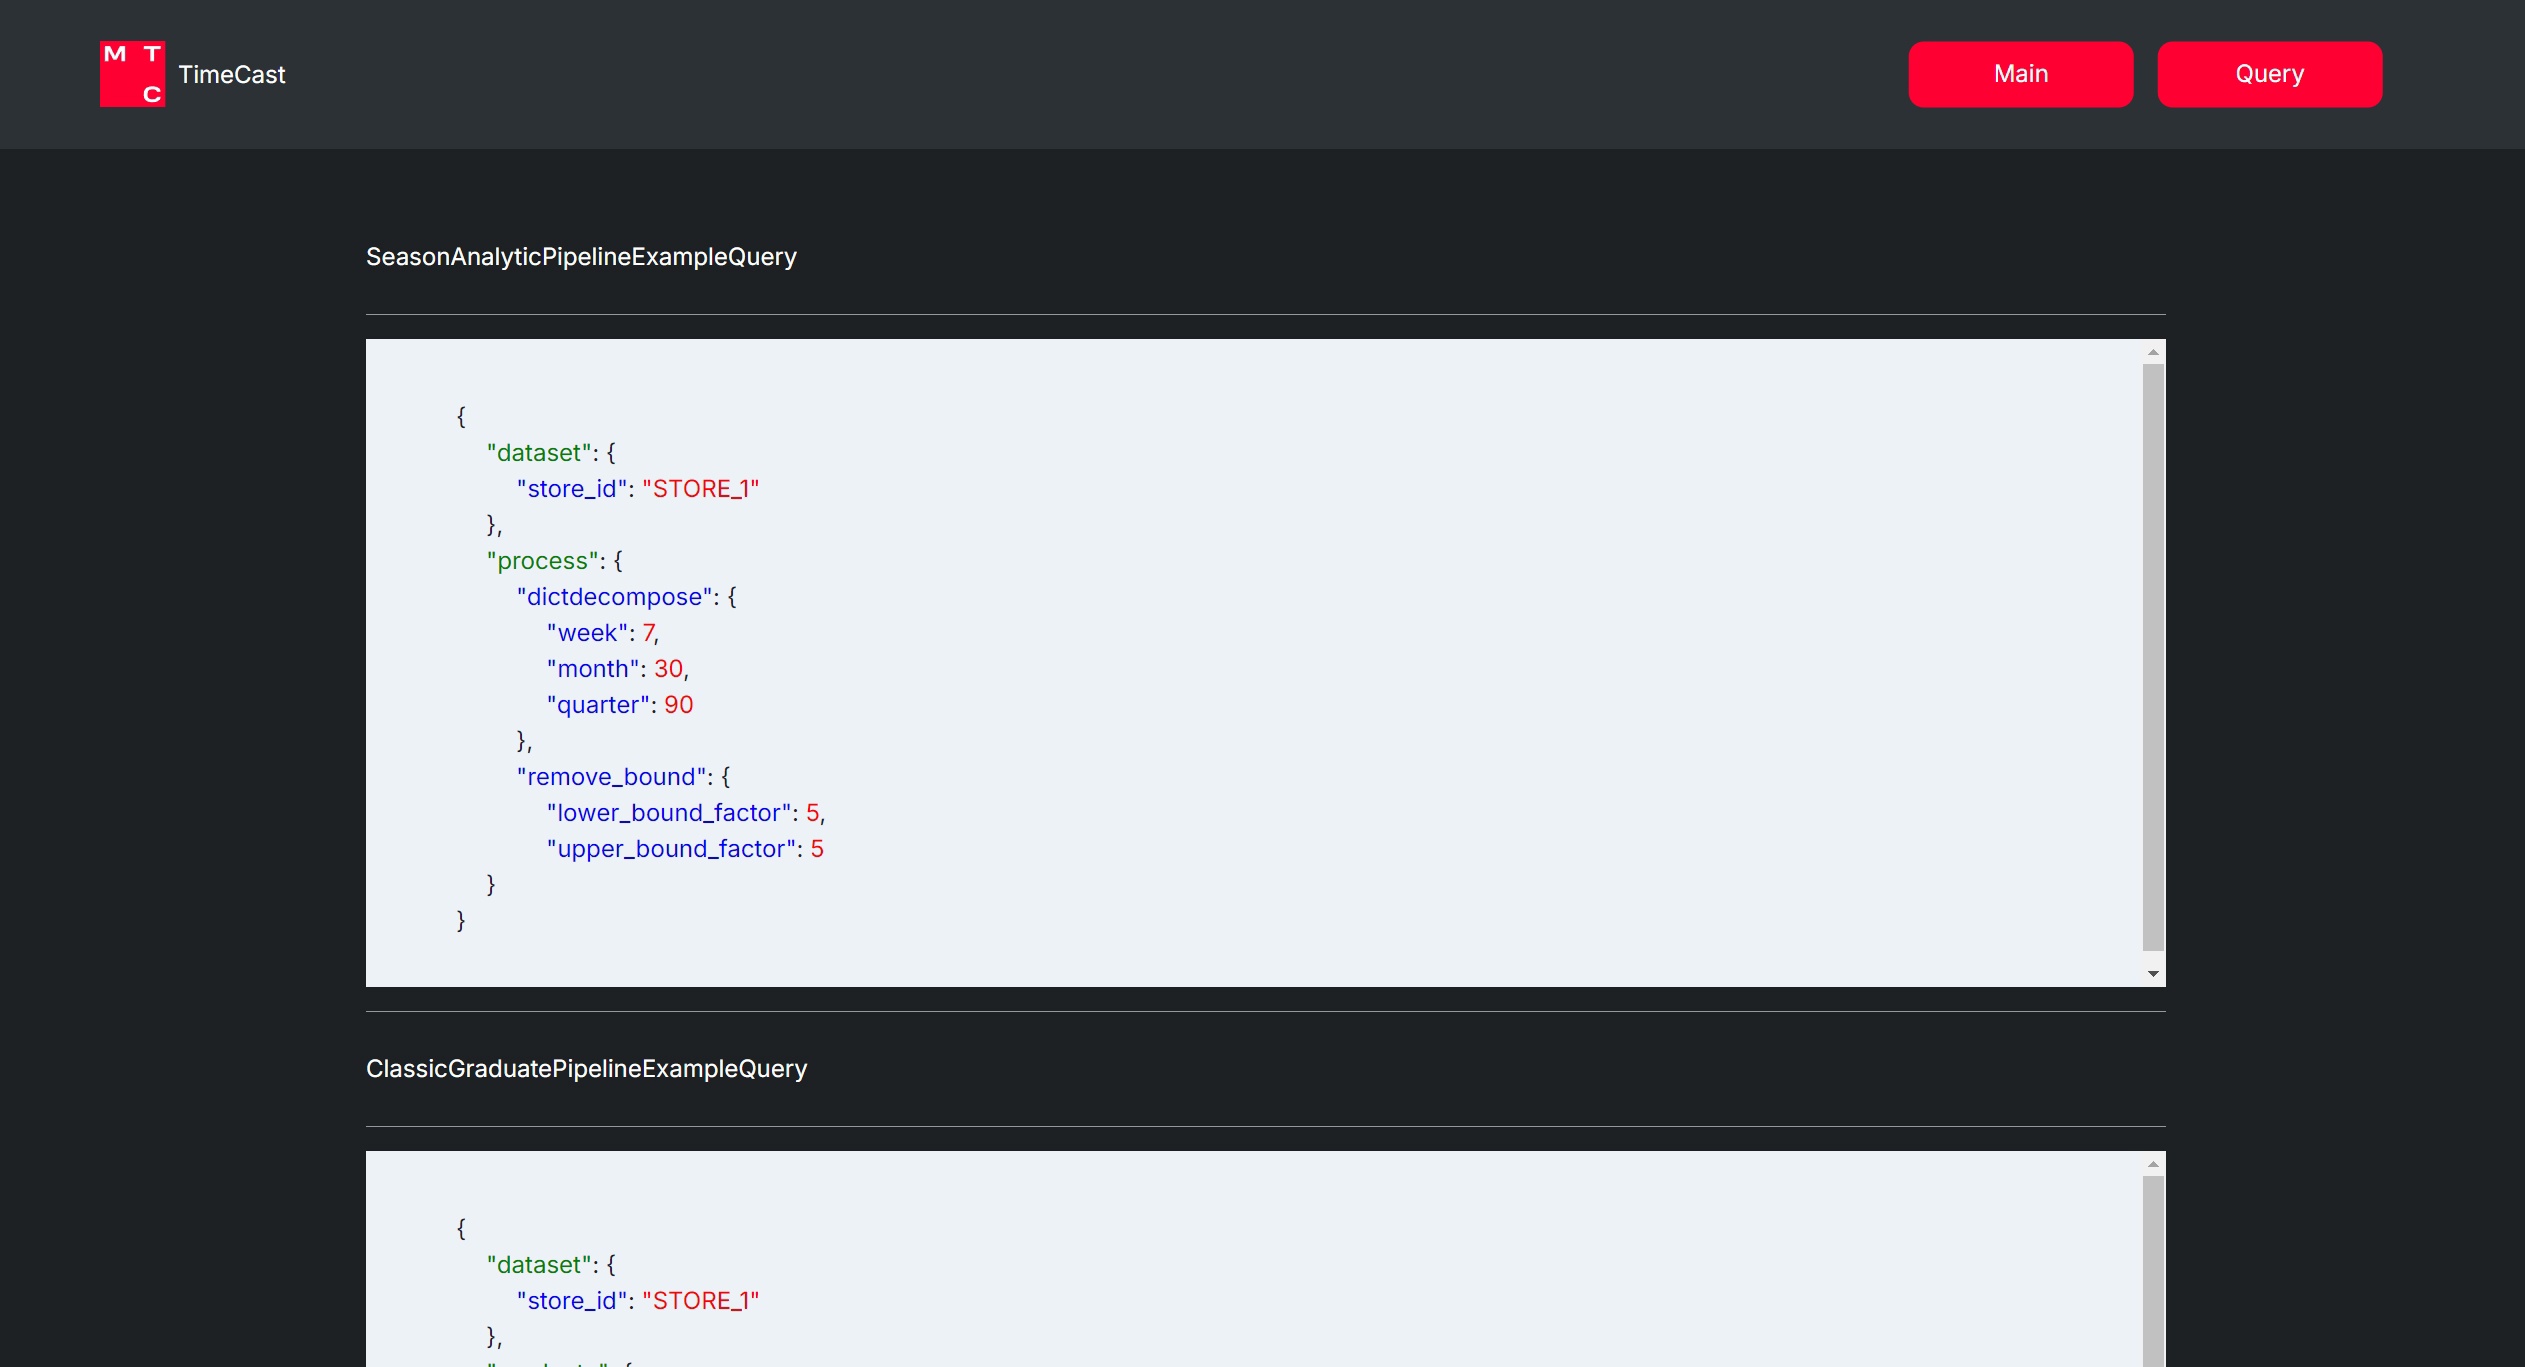 M T
C
TimeCast
Main
Query
SeasonAnalyticPipelineExampleQuery
{
"dataset": {
"store_id": "STORE_1"
},
"process": {
"dictdecompose": {
"week": 7,
"month": 30,
"quarter": 90
},
"remove_bound": {
"lower_bound_factor": 5,
"upper_bound_factor": 5
}
}
ClassicGraduatePipelineExampleQuery
{
"dataset": {
"store_id": "STORE_1"
},